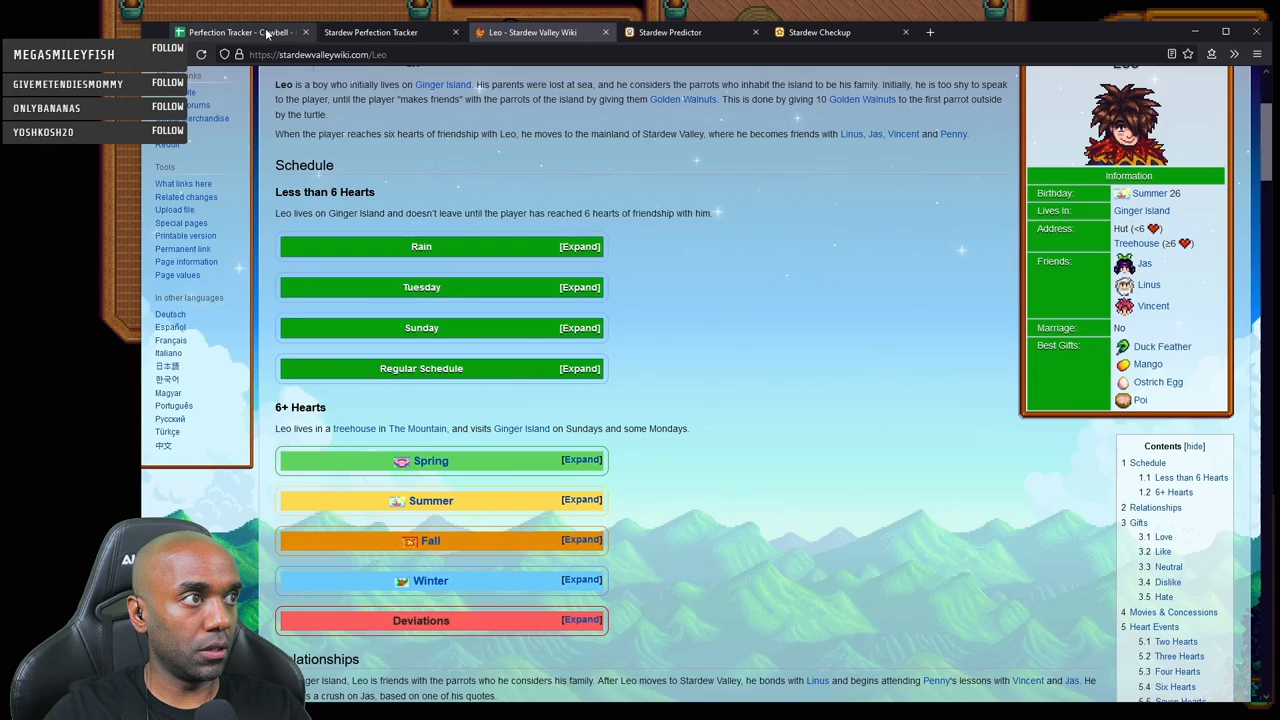 Perfection Tracker - Cowbell -
Stardew Perfection Tracker
Leo - Stardew Valley Wiki
Stardew Predictor
Stardew Checkup
https://stardewvalleywiki.com/Leo
MEGASMILEYFISH FOLLOW
GIVEMETENDIESMOMMY FOLLOW
ONLYBANANAS FOLLOW
YOSHKOSH20 FOLLOW
Reddit
Tools
What links here
Related changes
Upload file
Special pages
Printable version
Permanent link
Page information
Page values
In other languages
Deutsch
Español
Français
Italiano
日本語
한국어
Magyar
Português
Русский
Türkçe
中文
Leo is a boy who initially lives on Ginger Island. His parents were lost at sea, and he considers the parrots who inhabit the island to be his family. Initially, he is too shy to speak
to the player, until the player "makes friends" with the parrots of the island by giving them Golden Walnuts. This is done by giving 10 Golden Walnuts to the first parrot outside
by the turtle.
When the player reaches six hearts of friendship with Leo, he moves to the mainland of Stardew Valley, where he becomes friends with Linus, Jas, Vincent and Penny.
Schedule
Less than 6 Hearts
Leo lives on Ginger Island and doesn't leave until the player has reached 6 hearts of friendship with him.
Rain [Expand]
Tuesday [Expand]
Sunday [Expand]
Regular Schedule [Expand]
6+ Hearts
Leo lives in a treehouse in The Mountain, and visits Ginger Island on Sundays and some Mondays.
Spring [Expand]
Summer [Expand]
Fall [Expand]
Winter [Expand]
Deviations [Expand]
lationships
ger Island, Leo is friends with the parrots who he considers his family. After Leo moves to Stardew Valley, he bonds with Linus and begins attending Penny's lessons with Vincent and Jas. He
s a crush on Jas, based on one of his quotes.
Information
Birthday: Summer 26
Lives In: Ginger Island
Address: Hut (<6 )
Treehouse (≥6 )
Friends: Jas
Linus
Vincent
Marriage: No
Best Gifts: Duck Feather
Mango
Ostrich Egg
Poi
Contents [hide]
1 Schedule
1.1 Less than 6 Hearts
1.2 6+ Hearts
2 Relationships
3 Gifts
3.1 Love
3.2 Like
3.3 Neutral
3.4 Dislike
3.5 Hate
4 Movies & Concessions
5 Heart Events
5.1 Two Hearts
5.2 Three Hearts
5.3 Four Hearts
5.4 Six Hearts